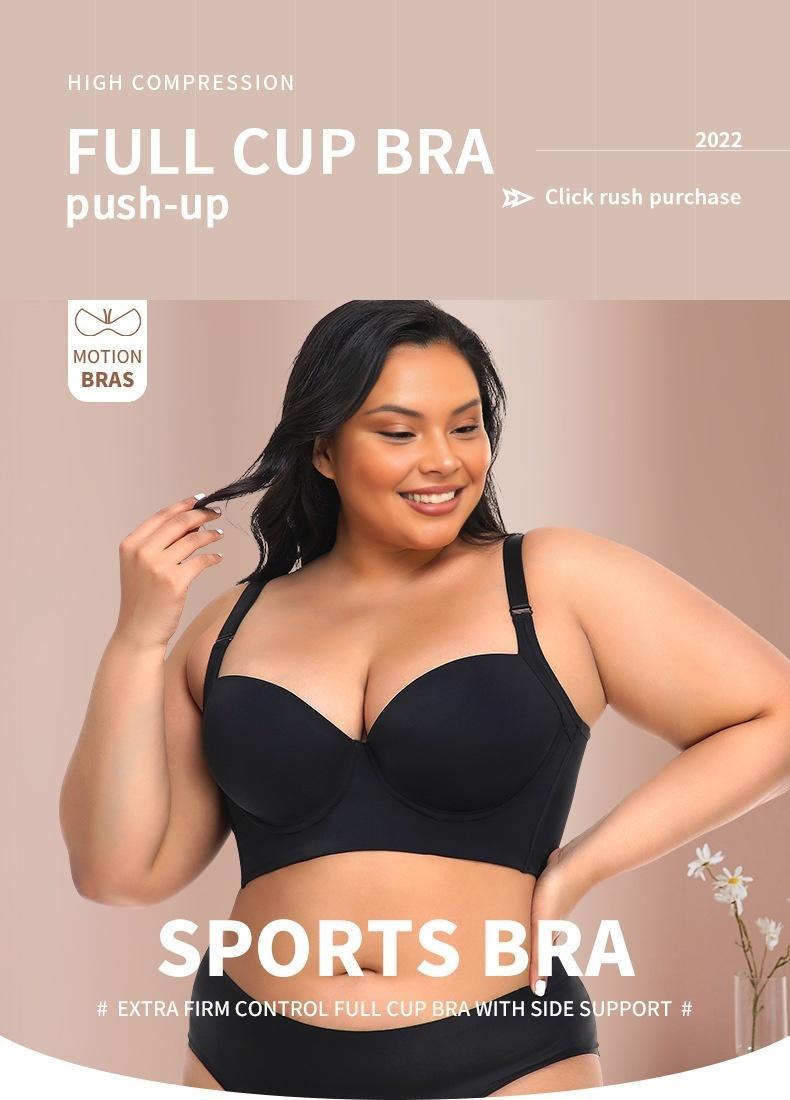 HIGH COMPRESSION
FULL CUP BRA
push-up
2022
Click rush purchase
MOTION
BRAS
SPORTS BRA
# EXTRA FIRM CONTROL FULL CUP BRA WITH SIDE SUPPORT #